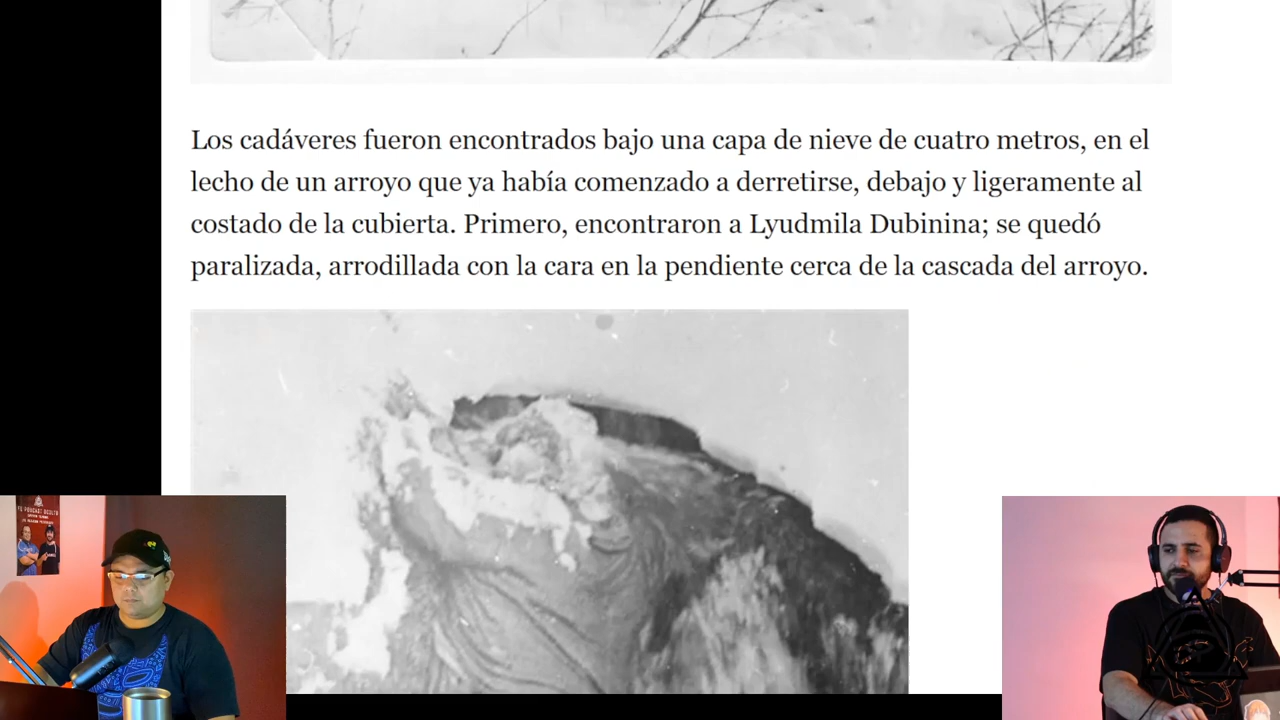 Los cadáveres fueron encontrados bajo una capa de nieve de cuatro metros, en el
lecho de un arroyo que ya había comenzado a derretirse, debajo y ligeramente al
costado de la cubierta. Primero, encontraron a Lyudmila Dubinina; se quedó
paralizada, arrodillada con la cara en la pendiente cerca de la cascada del arroyo.
PODCAST OCULTO